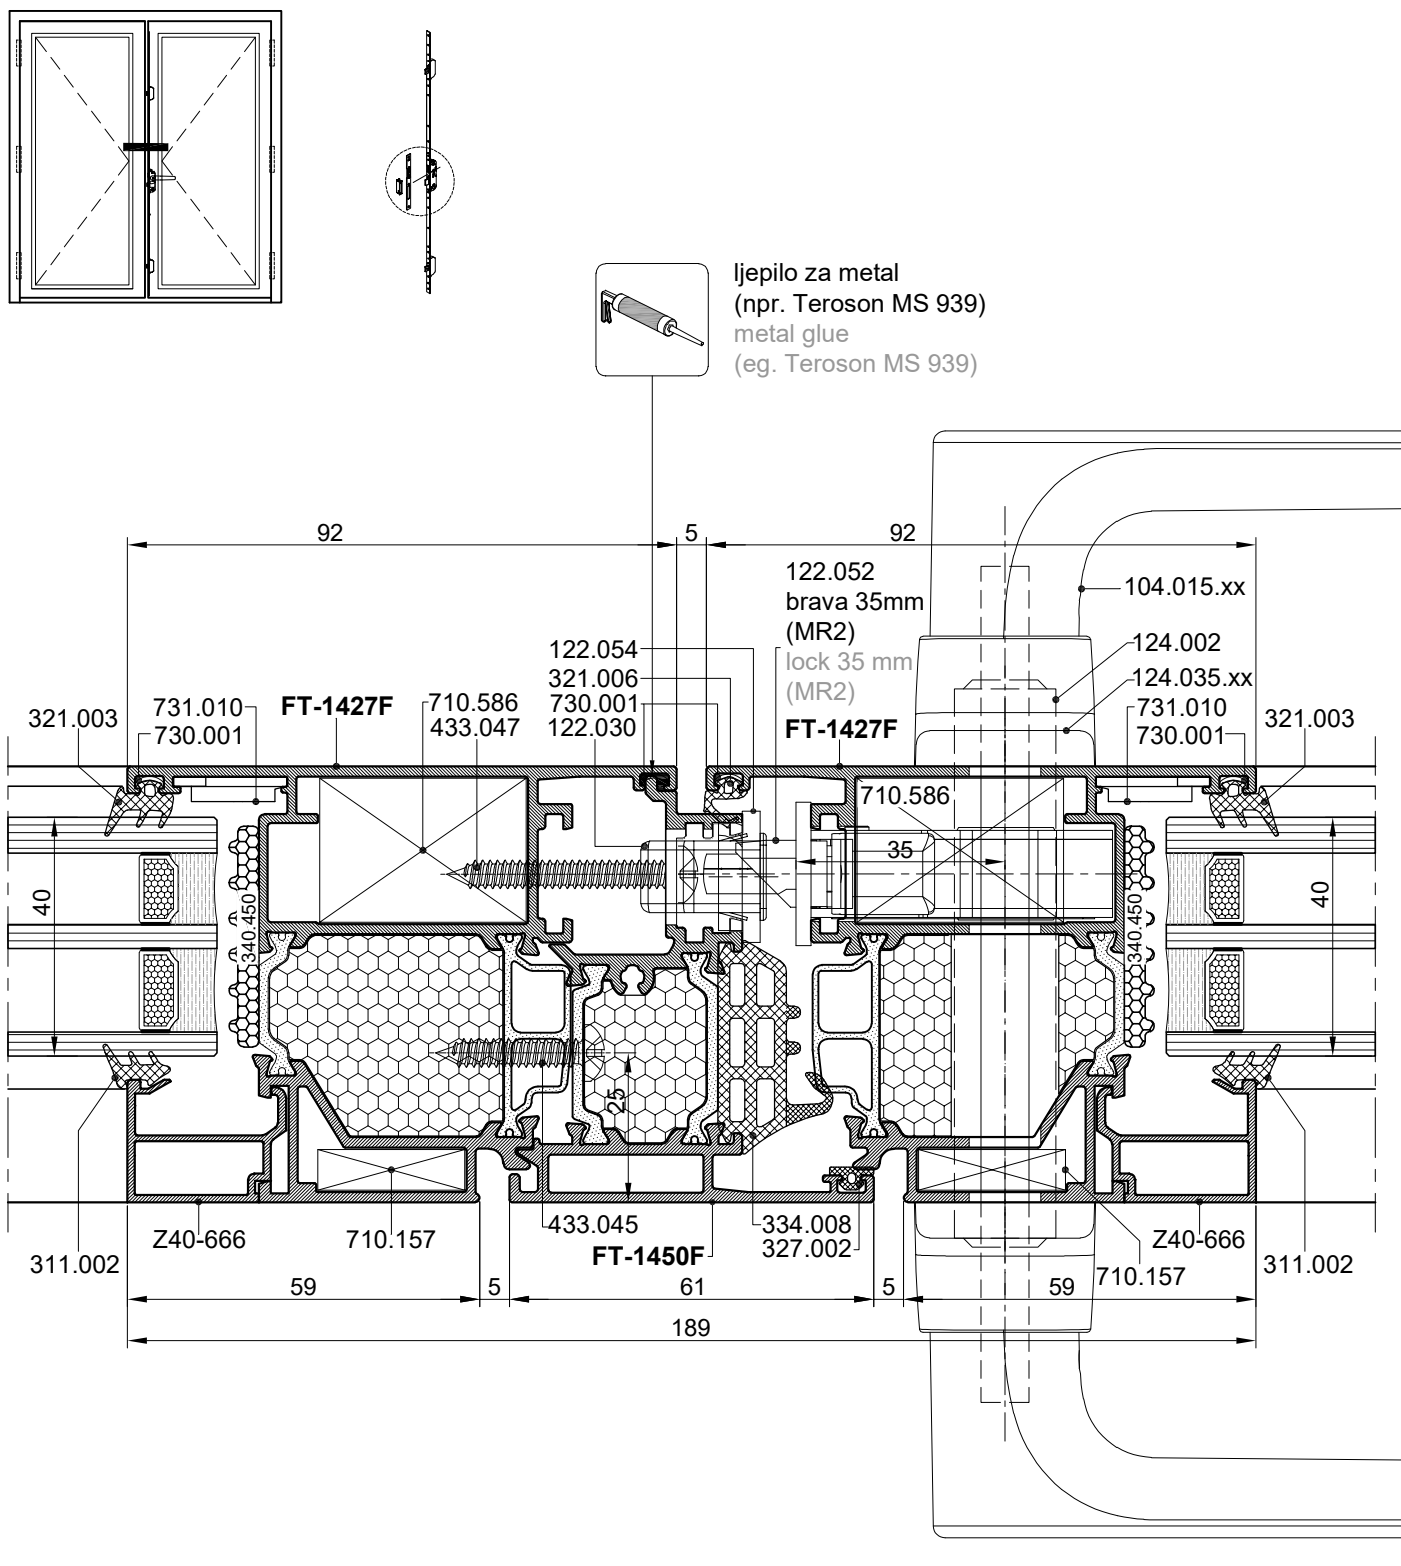 ljepilo za metal
(npr. Teroson MS 939)
metal glue
(eg. Teroson MS 939)
92
5
92
122.052
brava 35mm
(MR2)
lock 35 mm
(MR2)
FT-1427F
104.015.xx
124.002
124.035.xx
731.010
730.001
321.003
122.054
321.006
730.001
122.030
710.586
433.047
FT-1427F
731.010
730.001
321.003
710.586
35
40
340.450
340.450
40
25
433.045
FT-1450F
334.008
327.002
Z40-666
710.157
311.002
Z40-666
710.157
311.002
59
5
61
5
59
189